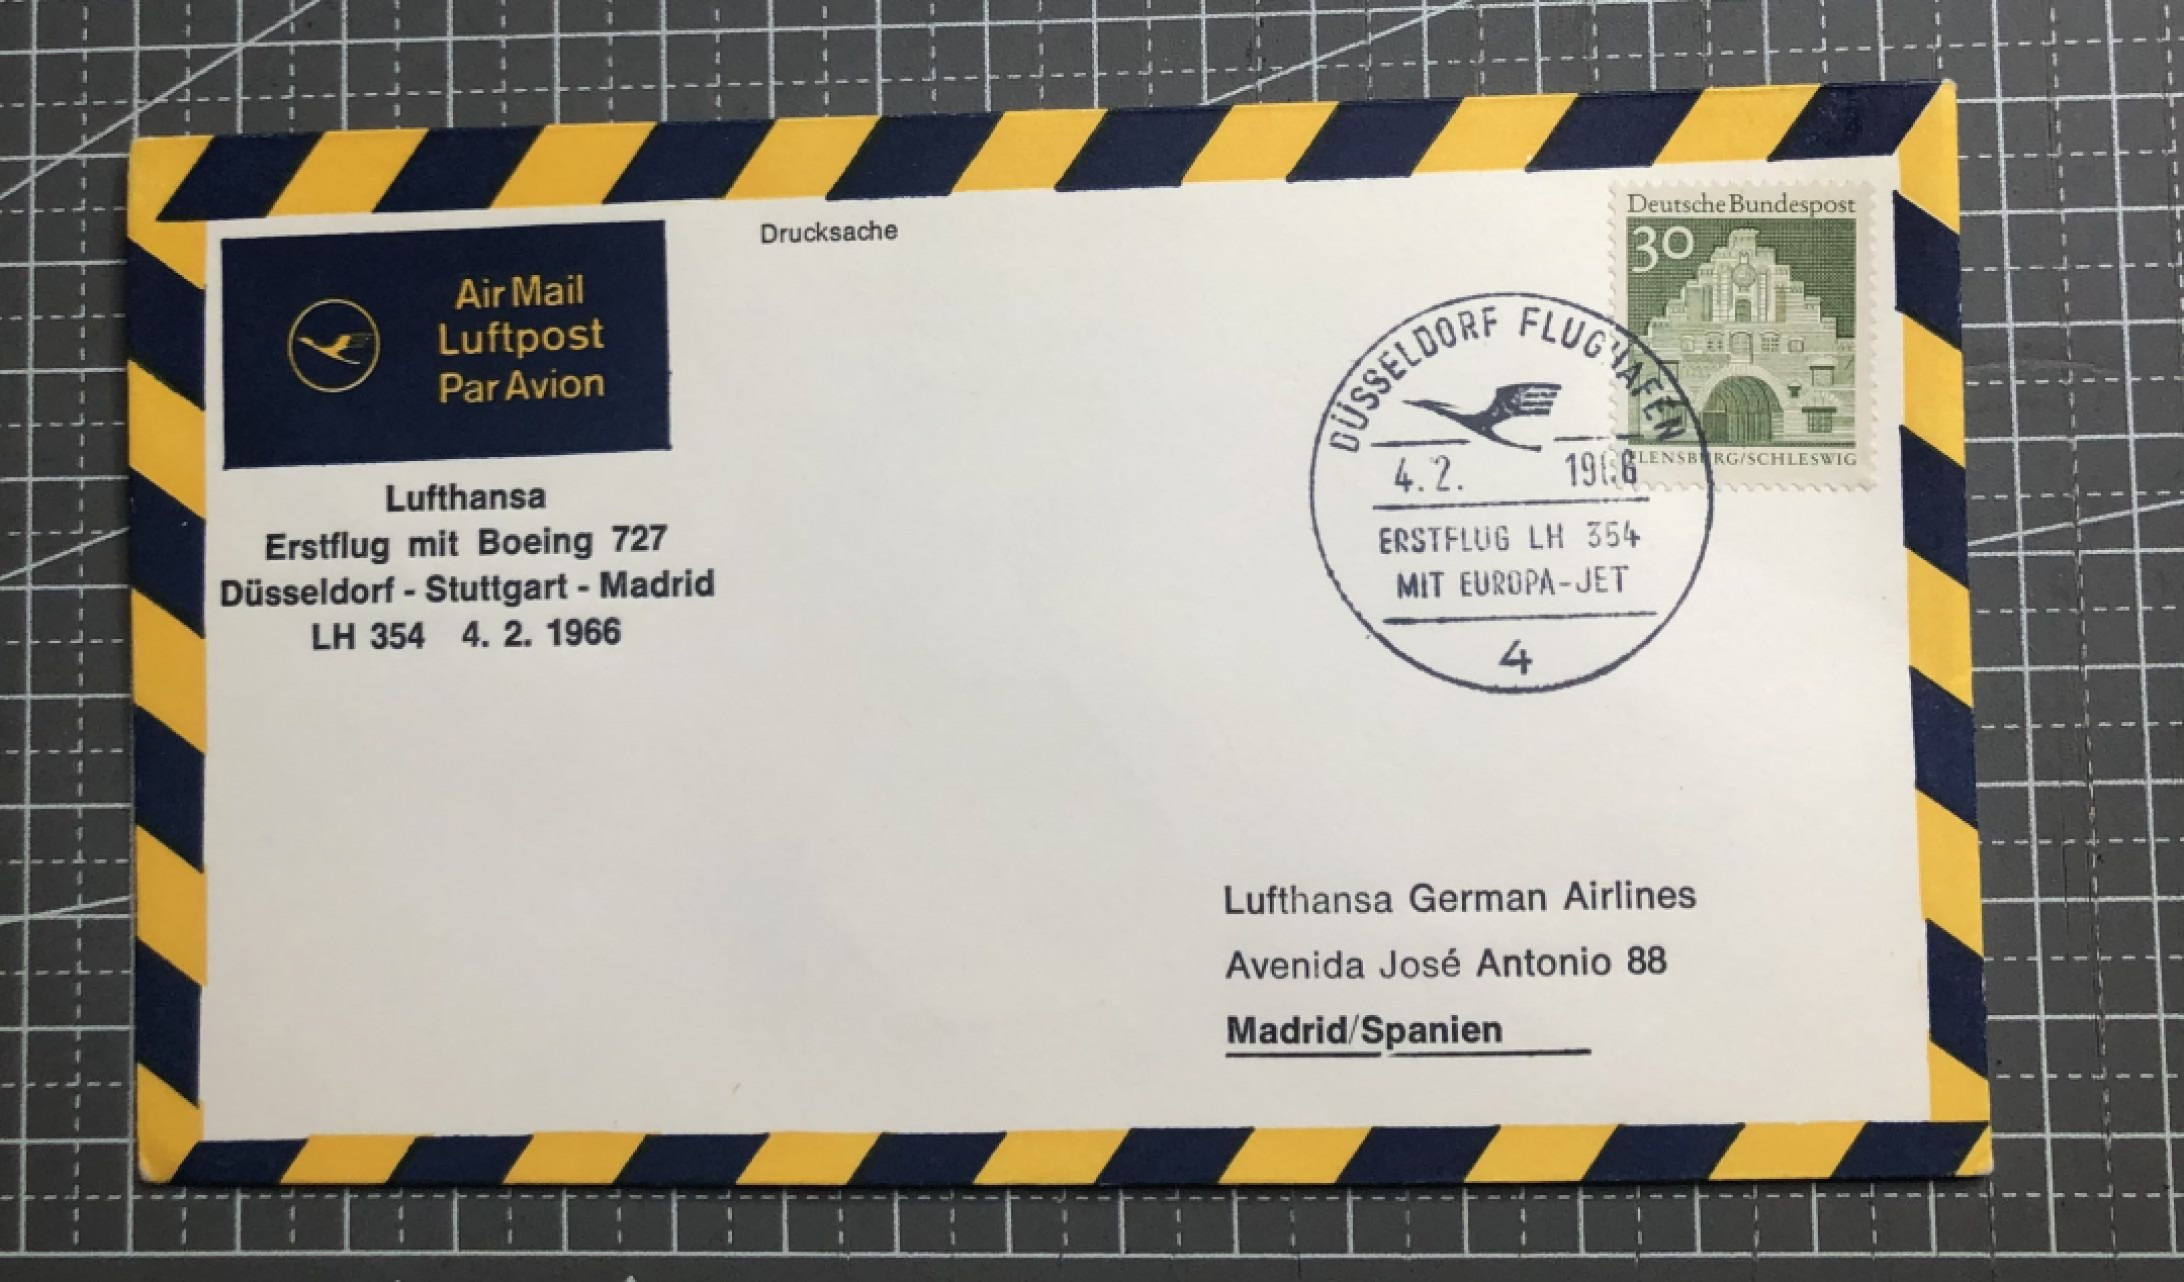 Drucksache
Air Mail
Luftpost
Par Avion
Lufthansa
Erstflug mit Boeing 727
Düsseldorf - Stuttgart - Madrid
LH 354 4. 2. 1966
Deutsche Bundespost
30
FLENSBURG/SCHLESWIG
DÜSSELDORF FLUGHAFEN
4. 2. 1966
ERSTFLUG LH 354
MIT EUROPA-JET
4
Lufthansa German Airlines
Avenida José Antonio 88
Madrid/Spanien